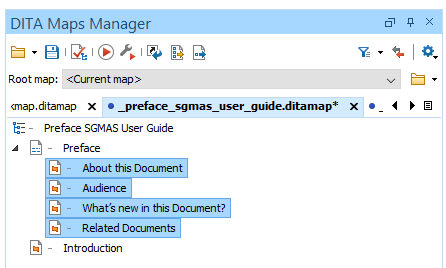 DITA Maps Manager
Root map: <Current map>
map.ditamap × _preface_sgmas_user_guide.ditamap* ×
Preface SGMAS User Guide
Preface
About this Document
Audience
What's new in this Document?
Related Documents
Introduction